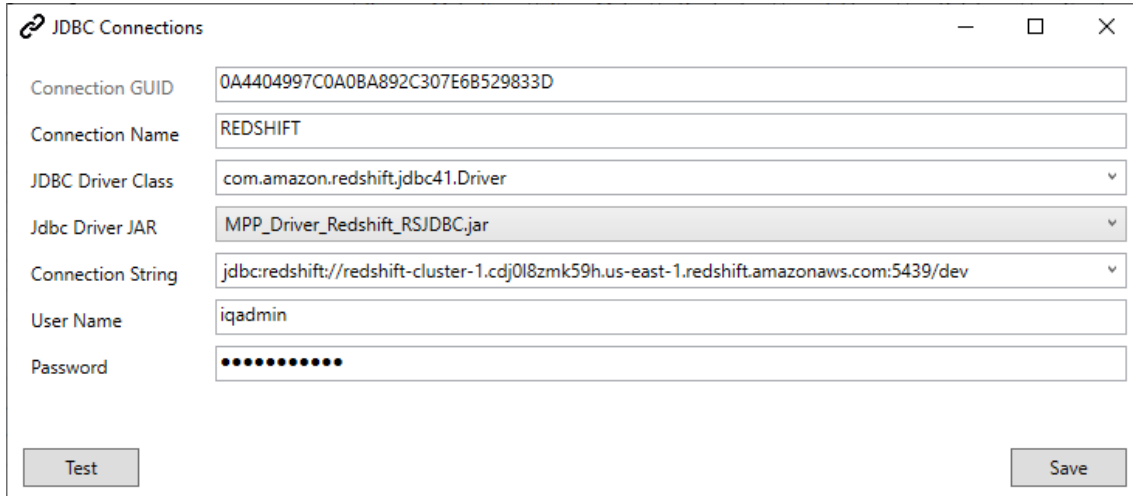 JDBC Connections
Connection GUID 0A4404997C0A0BA892C307E6B529833D
Connection Name REDSHIFT
JDBC Driver Class com.amazon.redshift.jdbc41.Driver
Jdbc Driver JAR MPP_Driver_Redshift_RSJDBC.jar
Connection String jdbc:redshift://redshift-cluster-1.cdj0l8zmk59h.us-east-1.redshift.amazonaws.com:5439/dev
User Name iqadmin
Password ●●●●●●●●●●●
Test Save